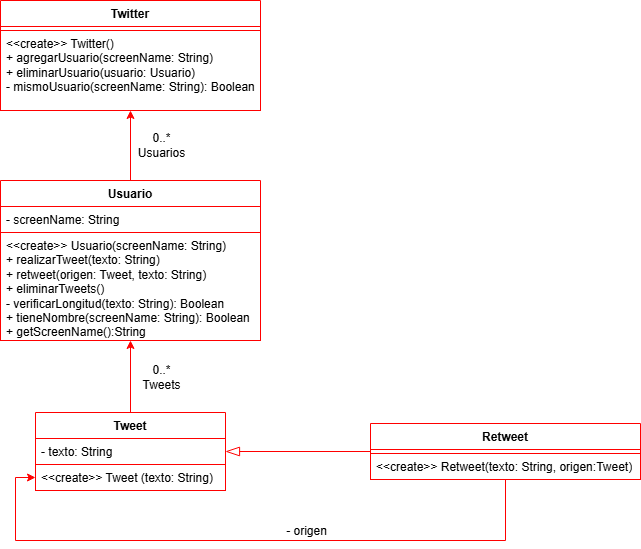 Twitter
<<create>> Twitter()
+ agregarUsuario(screenName: String)
+ eliminarUsuario(usuario: Usuario)
- mismoUsuario(screenName: String): Boolean
0..*
Usuarios
Usuario
- screenName: String
<<create>> Usuario(screenName: String)
+ realizarTweet(texto: String)
+ retweet(origen: Tweet, texto: String)
+ eliminarTweets()
- verificarLongitud(texto: String): Boolean
+ tieneNombre(screenName: String): Boolean
+ getScreenName():String
0..*
Tweets
Tweet
- texto: String
<<create>> Tweet (texto: String)
Retweet
<<create>> Retweet(texto: String, origen:Tweet)
- origen